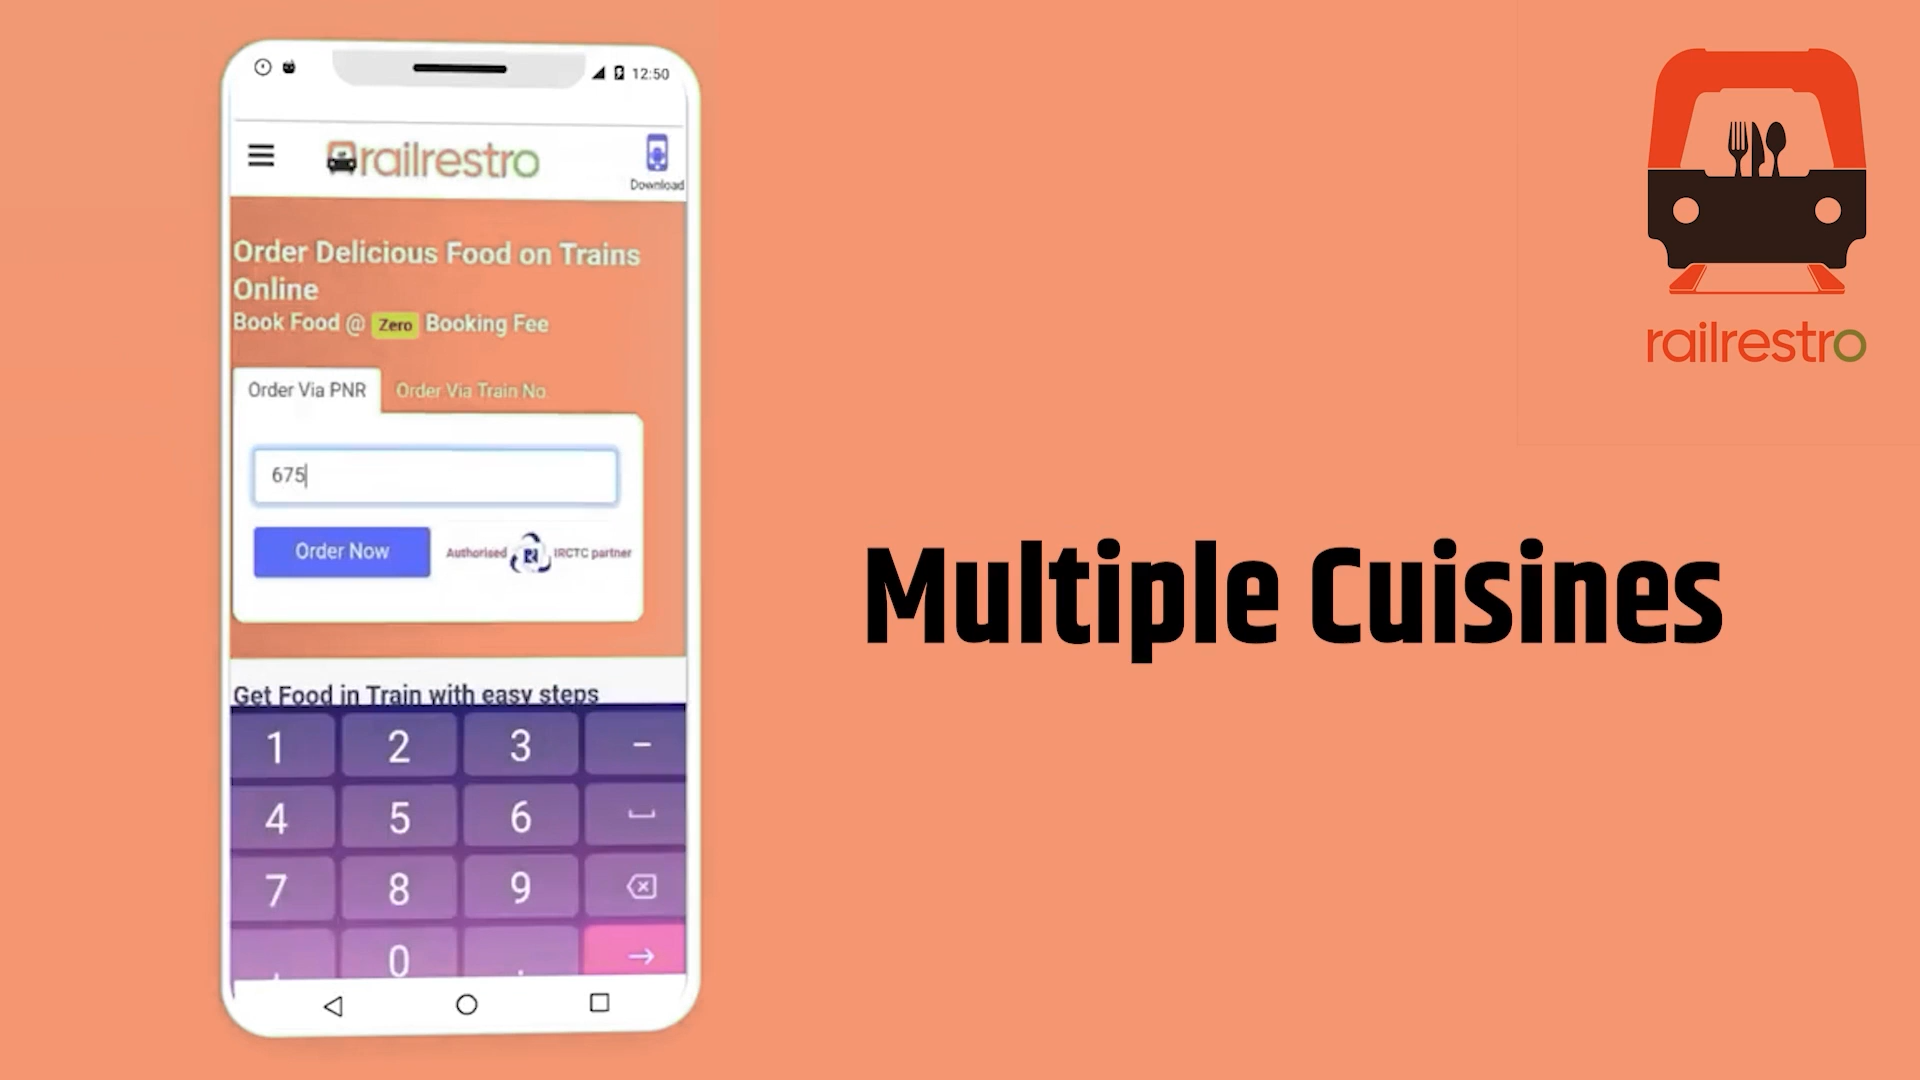 12:50
railrestro
Download
Order Delicious Food on Trains
Online
Book Food @ Zero Booking Fee
Order Via PNR
Order Via Train No.
675
Order Now
Authorised IRCTC partner
Get Food in Train with easy steps
1 2 3 -
4 5 6
7 8 9
, 0 .
railrestro
Multiple Cuisines